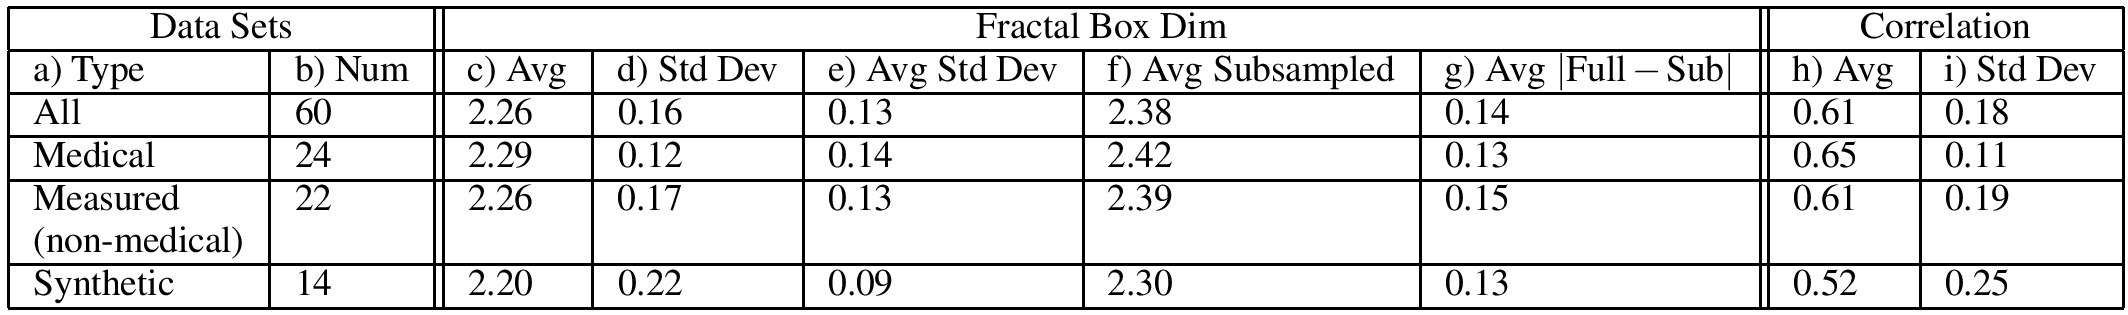 Data Sets Fractal Box Dim Correlation
a) Type b) Num c) Avg d) Std Dev e) Avg Std Dev f) Avg Subsampled g) Avg |Full − Sub| h) Avg i) Std Dev
All 60 2.26 0.16 0.13 2.38 0.14 0.61 0.18
Medical 24 2.29 0.12 0.14 2.42 0.13 0.65 0.11
Measured 22 2.26 0.17 0.13 2.39 0.15 0.61 0.19
(non-medical)
Synthetic 14 2.20 0.22 0.09 2.30 0.13 0.52 0.25